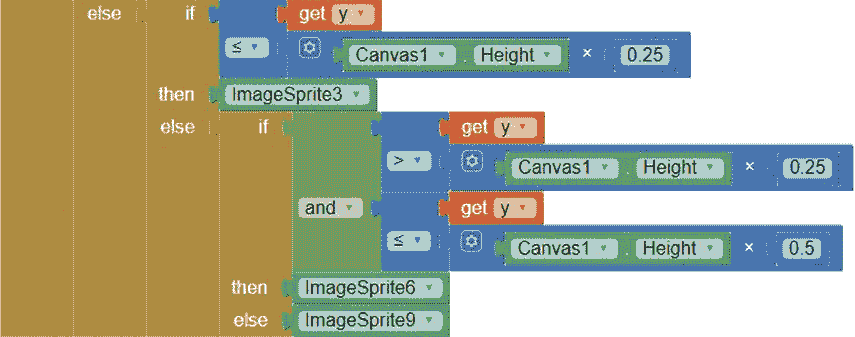 else if get y
≤ Canvas1 . Height × 0.25
then ImageSprite3
else if get y
> Canvas1 . Height × 0.25
and get y
≤ Canvas1 . Height × 0.5
then ImageSprite6
else ImageSprite9